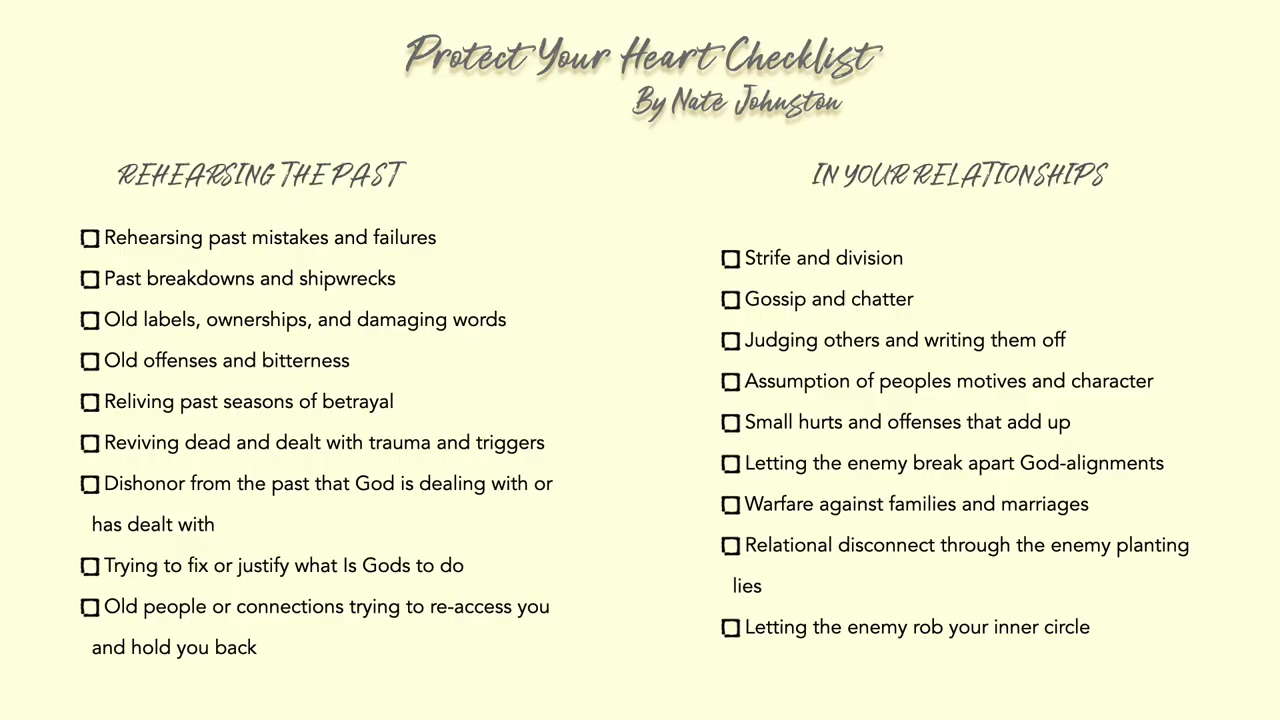 Protect Your Heart Checklist
By Nate Johnston
REHEARSING THE PAST
Rehearsing past mistakes and failures
Past breakdowns and shipwrecks
Old labels, ownerships, and damaging words
Old offenses and bitterness
Reliving past seasons of betrayal
Reviving dead and dealt with trauma and triggers
Dishonor from the past that God is dealing with or
has dealt with
Trying to fix or justify what Is Gods to do
Old people or connections trying to re-access you
and hold you back
IN YOUR RELATIONSHIPS
Strife and division
Gossip and chatter
Judging others and writing them off
Assumption of peoples motives and character
Small hurts and offenses that add up
Letting the enemy break apart God-alignments
Warfare against families and marriages
Relational disconnect through the enemy planting
lies
Letting the enemy rob your inner circle